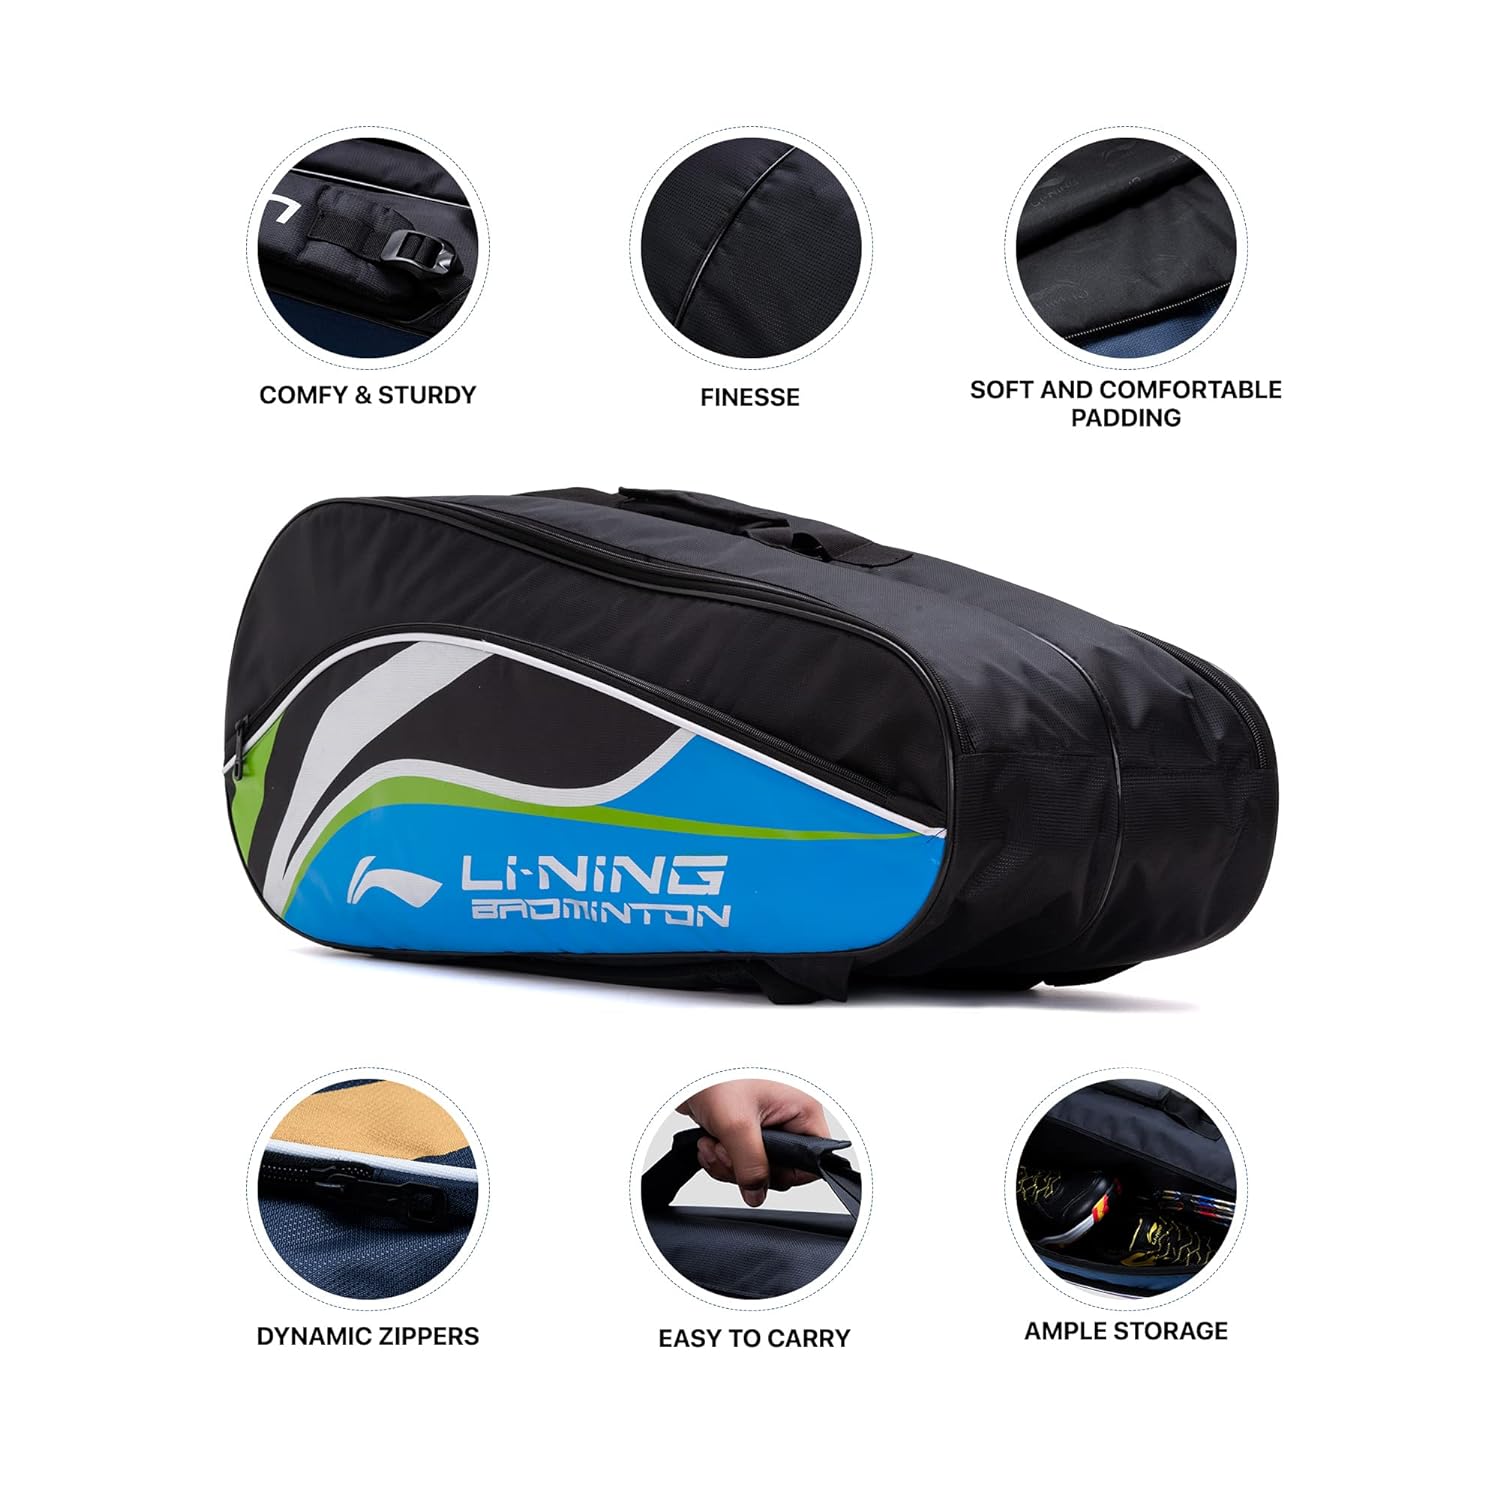 COMFY & STURDY
FINESSE
SOFT AND COMFORTABLE
PADDING
LI-NING
BADMINTON
DYNAMIC ZIPPERS
EASY TO CARRY
AMPLE STORAGE